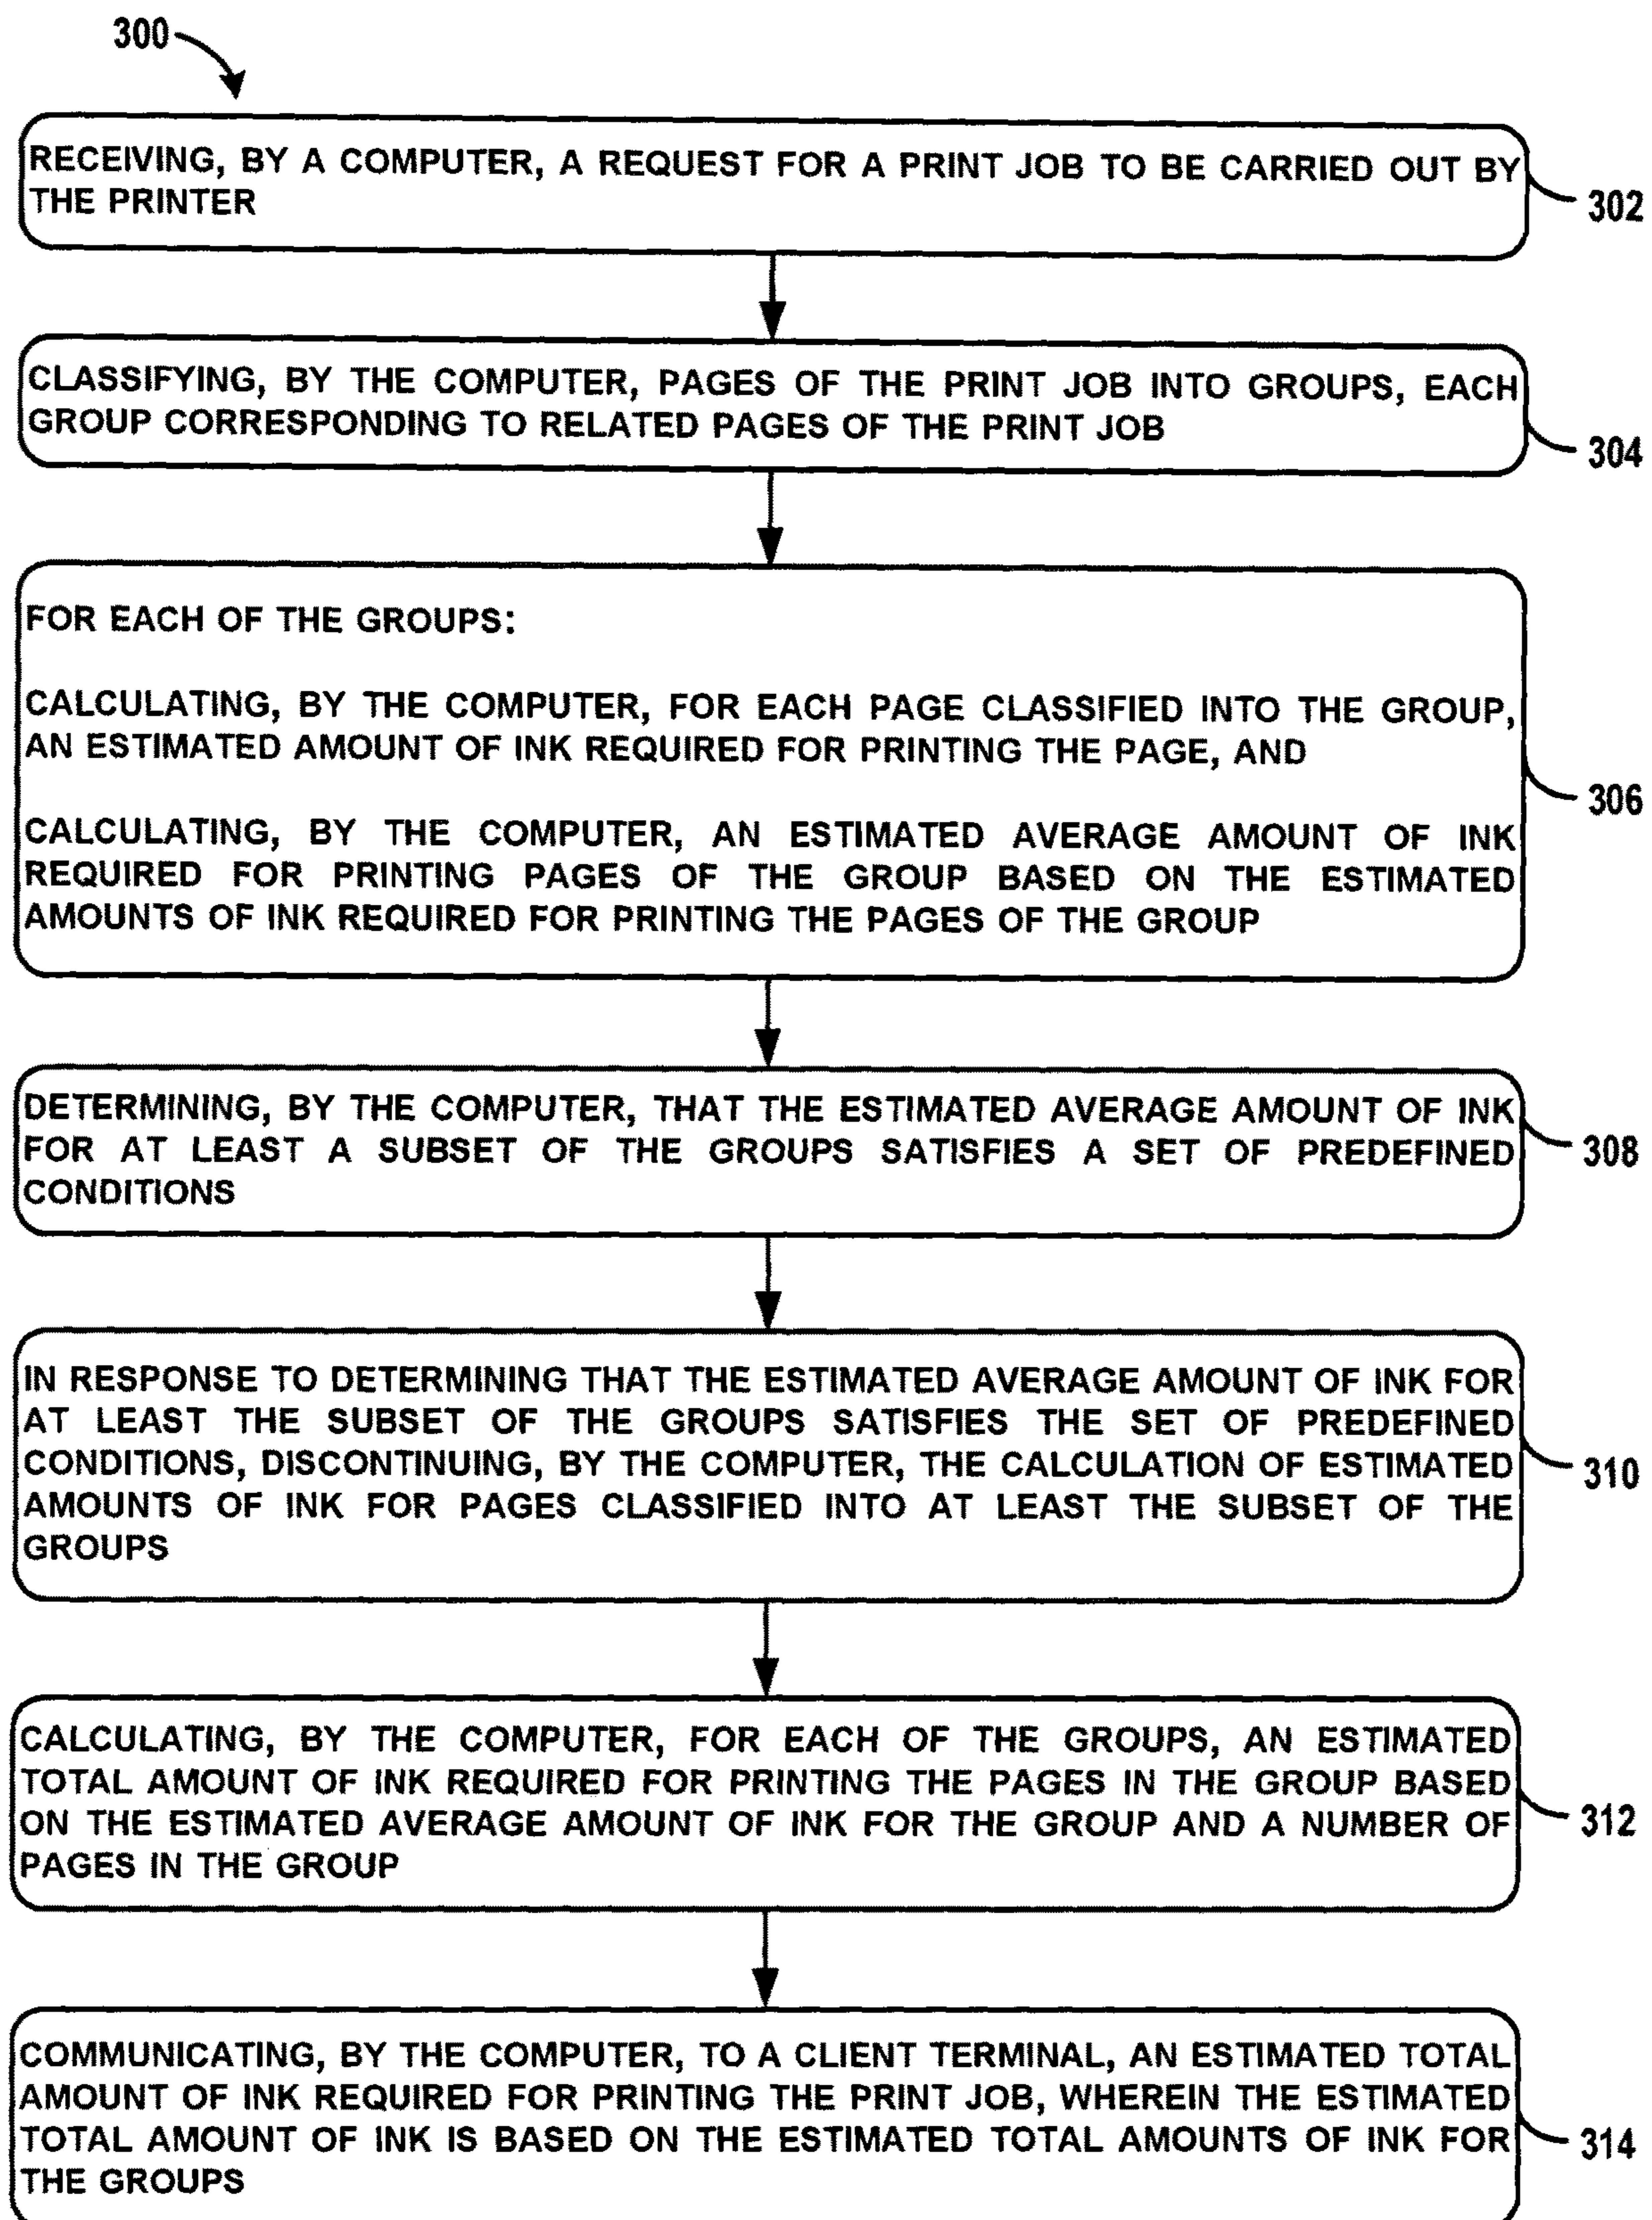 300
RECEIVING, BY A COMPUTER, A REQUEST FOR A PRINT JOB TO BE CARRIED OUT BY
THE PRINTER
302
CLASSIFYING, BY THE COMPUTER, PAGES OF THE PRINT JOB INTO GROUPS, EACH
GROUP CORRESPONDING TO RELATED PAGES OF THE PRINT JOB
304
FOR EACH OF THE GROUPS:
CALCULATING, BY THE COMPUTER, FOR EACH PAGE CLASSIFIED INTO THE GROUP,
AN ESTIMATED AMOUNT OF INK REQUIRED FOR PRINTING THE PAGE, AND
CALCULATING, BY THE COMPUTER, AN ESTIMATED AVERAGE AMOUNT OF INK
REQUIRED FOR PRINTING PAGES OF THE GROUP BASED ON THE ESTIMATED
AMOUNTS OF INK REQUIRED FOR PRINTING THE PAGES OF THE GROUP
306
DETERMINING, BY THE COMPUTER, THAT THE ESTIMATED AVERAGE AMOUNT OF INK
FOR AT LEAST A SUBSET OF THE GROUPS SATISFIES A SET OF PREDEFINED
CONDITIONS
308
IN RESPONSE TO DETERMINING THAT THE ESTIMATED AVERAGE AMOUNT OF INK FOR
AT LEAST THE SUBSET OF THE GROUPS SATISFIES THE SET OF PREDEFINED
CONDITIONS, DISCONTINUING, BY THE COMPUTER, THE CALCULATION OF ESTIMATED
AMOUNTS OF INK FOR PAGES CLASSIFIED INTO AT LEAST THE SUBSET OF THE
GROUPS
310
CALCULATING, BY THE COMPUTER, FOR EACH OF THE GROUPS, AN ESTIMATED
TOTAL AMOUNT OF INK REQUIRED FOR PRINTING THE PAGES IN THE GROUP BASED
ON THE ESTIMATED AVERAGE AMOUNT OF INK FOR THE GROUP AND A NUMBER OF
PAGES IN THE GROUP
312
COMMUNICATING, BY THE COMPUTER, TO A CLIENT TERMINAL, AN ESTIMATED TOTAL
AMOUNT OF INK REQUIRED FOR PRINTING THE PRINT JOB, WHEREIN THE ESTIMATED
TOTAL AMOUNT OF INK IS BASED ON THE ESTIMATED TOTAL AMOUNTS OF INK FOR
THE GROUPS
314